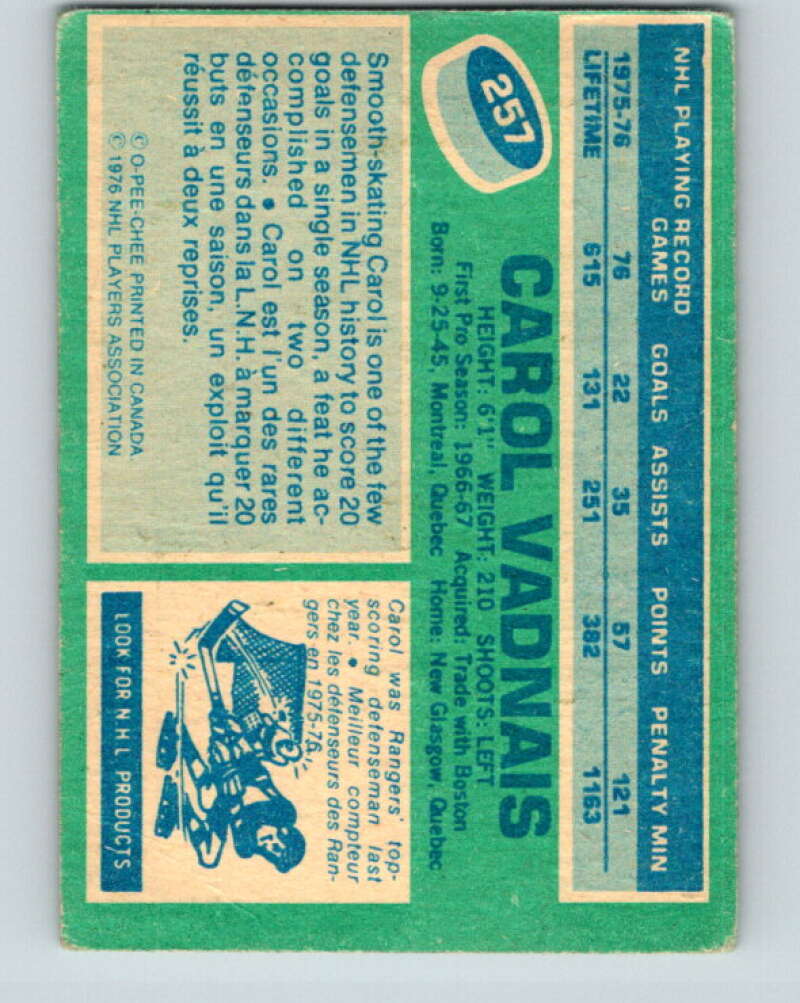 NHL PLAYING RECORD
GAMES GOALS ASSISTS POINTS PENALTY MIN
1975-76 76 22 35 57 121
LIFETIME 615 131 251 382 1163
257
CAROL VADNAIS
HEIGHT: 6'1" WEIGHT: 210 SHOOTS: LEFT
First Pro Season: 1966-67 Acquired: Trade with Boston
Born: 9-25-45, Montreal, Quebec Home: New Glasgow, Quebec
Smooth-skating Carol is one of the few
defensemen in NHL history to score 20
goals in a single season, a feat he ac-
complished on two different
occasions. • Carol est l'un des rares
défenseurs dans la L.N.H. à marquer 20
buts en une saison, un exploit qu'il
réussit à deux reprises.
© O-PEE-CHEE PRINTED IN CANADA
© 1976 NHL PLAYERS ASSOCIATION
Carol was Rangers' top-
scoring defenseman last
year. • Meilleur compteur
chez les défenseurs des Ran-
gers en 1975-76.
LOOK FOR N H L PRODUCTS